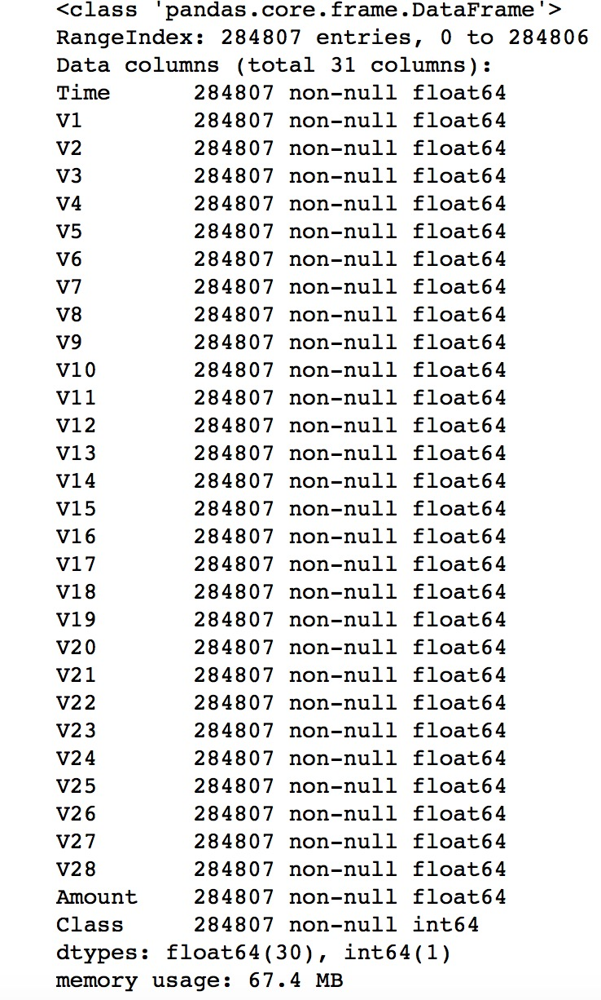 <class 'pandas.core.frame.DataFrame'>
RangeIndex: 284807 entries, 0 to 284806
Data columns (total 31 columns):
Time 284807 non-null float64
V1 284807 non-null float64
V2 284807 non-null float64
V3 284807 non-null float64
V4 284807 non-null float64
V5 284807 non-null float64
V6 284807 non-null float64
V7 284807 non-null float64
V8 284807 non-null float64
V9 284807 non-null float64
V10 284807 non-null float64
V11 284807 non-null float64
V12 284807 non-null float64
V13 284807 non-null float64
V14 284807 non-null float64
V15 284807 non-null float64
V16 284807 non-null float64
V17 284807 non-null float64
V18 284807 non-null float64
V19 284807 non-null float64
V20 284807 non-null float64
V21 284807 non-null float64
V22 284807 non-null float64
V23 284807 non-null float64
V24 284807 non-null float64
V25 284807 non-null float64
V26 284807 non-null float64
V27 284807 non-null float64
V28 284807 non-null float64
Amount 284807 non-null float64
Class 284807 non-null int64
dtypes: float64(30), int64(1)
memory usage: 67.4 MB